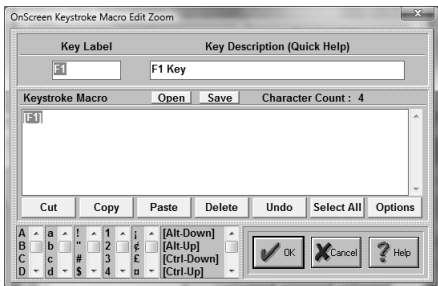 OnScreen Keystroke Macro Edit Zoom
X
Key Label Key Description (Quick Help)
F1 F1 Key
Keystroke Macro Open Save Character Count : 4
[F1]
Cut Copy Paste Delete Undo Select All Options
A a ! 1 ¡ [Alt-Down]
B b " 2 ¢ [Alt-Up]
C c # 3 £ [Ctrl-Down]
D d $ 4 ¤ [Ctrl-Up]
OK Cancel ? Help